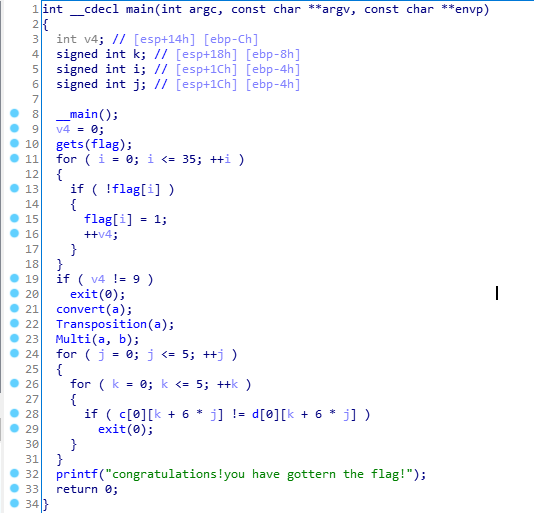 1 int __cdecl main(int argc, const char **argv, const char **envp)
2 {
3 int v4; // [esp+14h] [ebp-Ch]
4 signed int k; // [esp+18h] [ebp-8h]
5 signed int i; // [esp+1Ch] [ebp-4h]
6 signed int j; // [esp+1Ch] [ebp-4h]
7
8 __main();
9 v4 = 0;
10 gets(flag);
11 for ( i = 0; i <= 35; ++i )
12 {
13 if ( !flag[i] )
14 {
15 flag[i] = 1;
16 ++v4;
17 }
18 }
19 if ( v4 != 9 )
20 exit(0);
21 convert(a);
22 Transposition(a);
23 Multi(a, b);
24 for ( j = 0; j <= 5; ++j )
25 {
26 for ( k = 0; k <= 5; ++k )
27 {
28 if ( c[0][k + 6 * j] != d[0][k + 6 * j] )
29 exit(0);
30 }
31 }
32 printf("congratulations!you have gottern the flag!");
33 return 0;
34 }